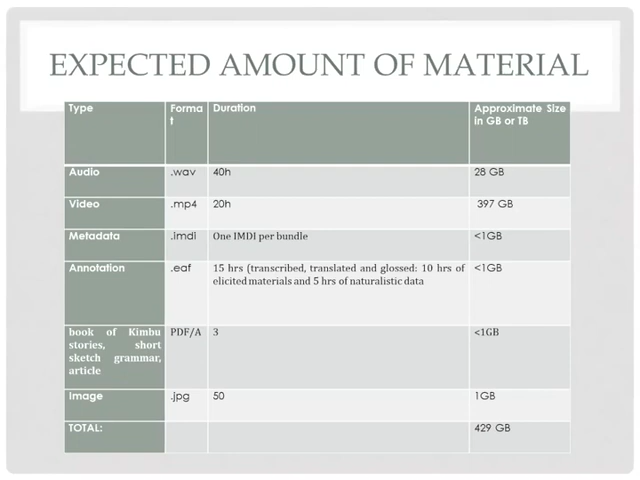 EXPECTED AMOUNT OF MATERIAL
Type Forma Duration Approximate Size
t in GB or TB
Audio .wav 40h 28 GB
Video .mp4 20h 397 GB
Metadata .imdi One IMDI per bundle <1GB
Annotation .eaf 15 hrs (transcribed, translated and glossed: 10 hrs of <1GB
elicited materials and 5 hrs of naturalistic data
book of Kimbu PDF/A 3 <1GB
stories, short
sketch grammar,
article
Image .jpg 50 1GB
TOTAL: 429 GB